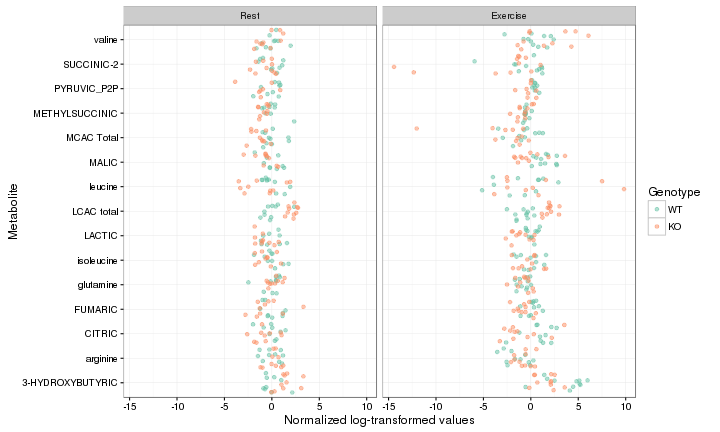 Rest Exercise
valine
SUCCINIC-2
PYRUVIC_P2P
METHYLSUCCINIC
MCAC Total
MALIC
leucine
LCAC total
LACTIC
isoleucine
glutamine
FUMARIC
CITRIC
arginine
3-HYDROXYBUTYRIC
Metabolite
-15 -10 -5 0 5 10 -15 -10 -5 0 5 10
Normalized log-transformed values
Genotype
WT
KO